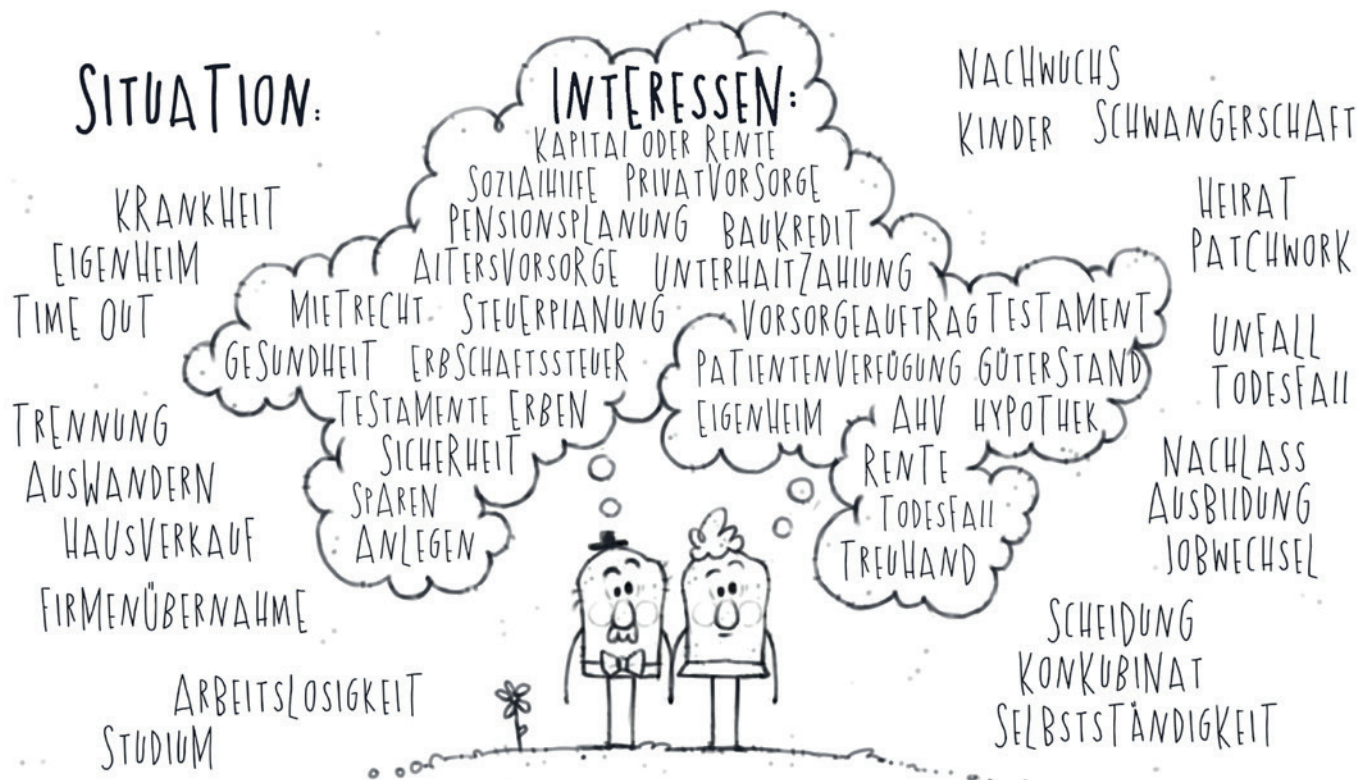 SITUATION:
KRANKHEIT
EIGENHEIM
TIME OUT
TRENNUNG
AUSWANDERN
HAUSVERKAUF
FIRMENÜBERNAHME
ARBEITSLOSIGKEIT
STUDIUM
INTERESSEN:
KAPITAL ODER RENTE
SOZIALHILFE PRIVATVORSORGE
PENSIONSPLANUNG BAUKREDIT
ALTERSVORSORGE UNTERHALTZAHLUNG
MIETRECHT STEUERPLANUNG
GESUNDHEIT ERBSCHAFTSSTEUER
TESTAMENTE ERBEN
SICHERHEIT
SPAREN
ANLEGEN
VORSORGEAUFTRAG TESTAMENT
PATIENTENVERFÜGUNG GÜTERSTAND
EIGENHEIM AHV HYPOTHEK
RENTE
TODESFALL
TREUHAND
NACHWUCHS
KINDER SCHWANGERSCHAFT
HEIRAT
PATCHWORK
UNFALL
TODESFALL
NACHLASS
AUSBILDUNG
JOBWECHSEL
SCHEIDUNG
KONKUBINAT
SELBSTSTÄNDIGKEIT